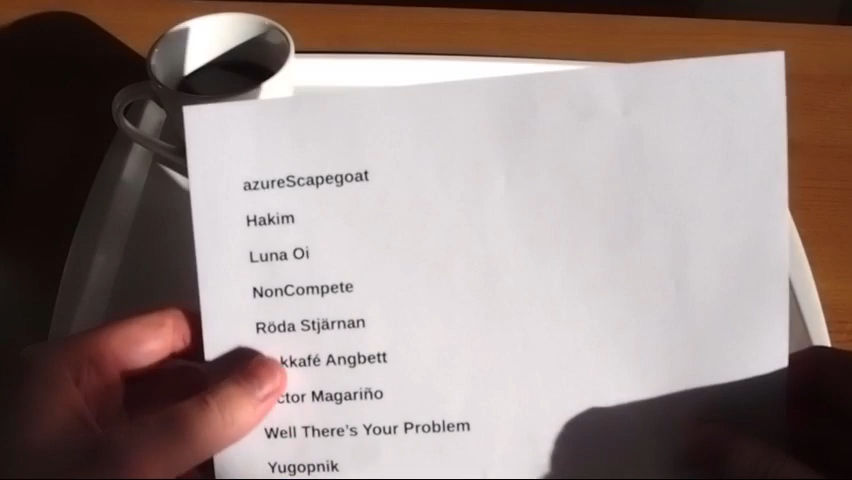 azureScapegoat
Hakim
Luna Oi
NonCompete
Röda Stjärnan
Angbett
Magariño
Well There's Your Problem
Yugopnik